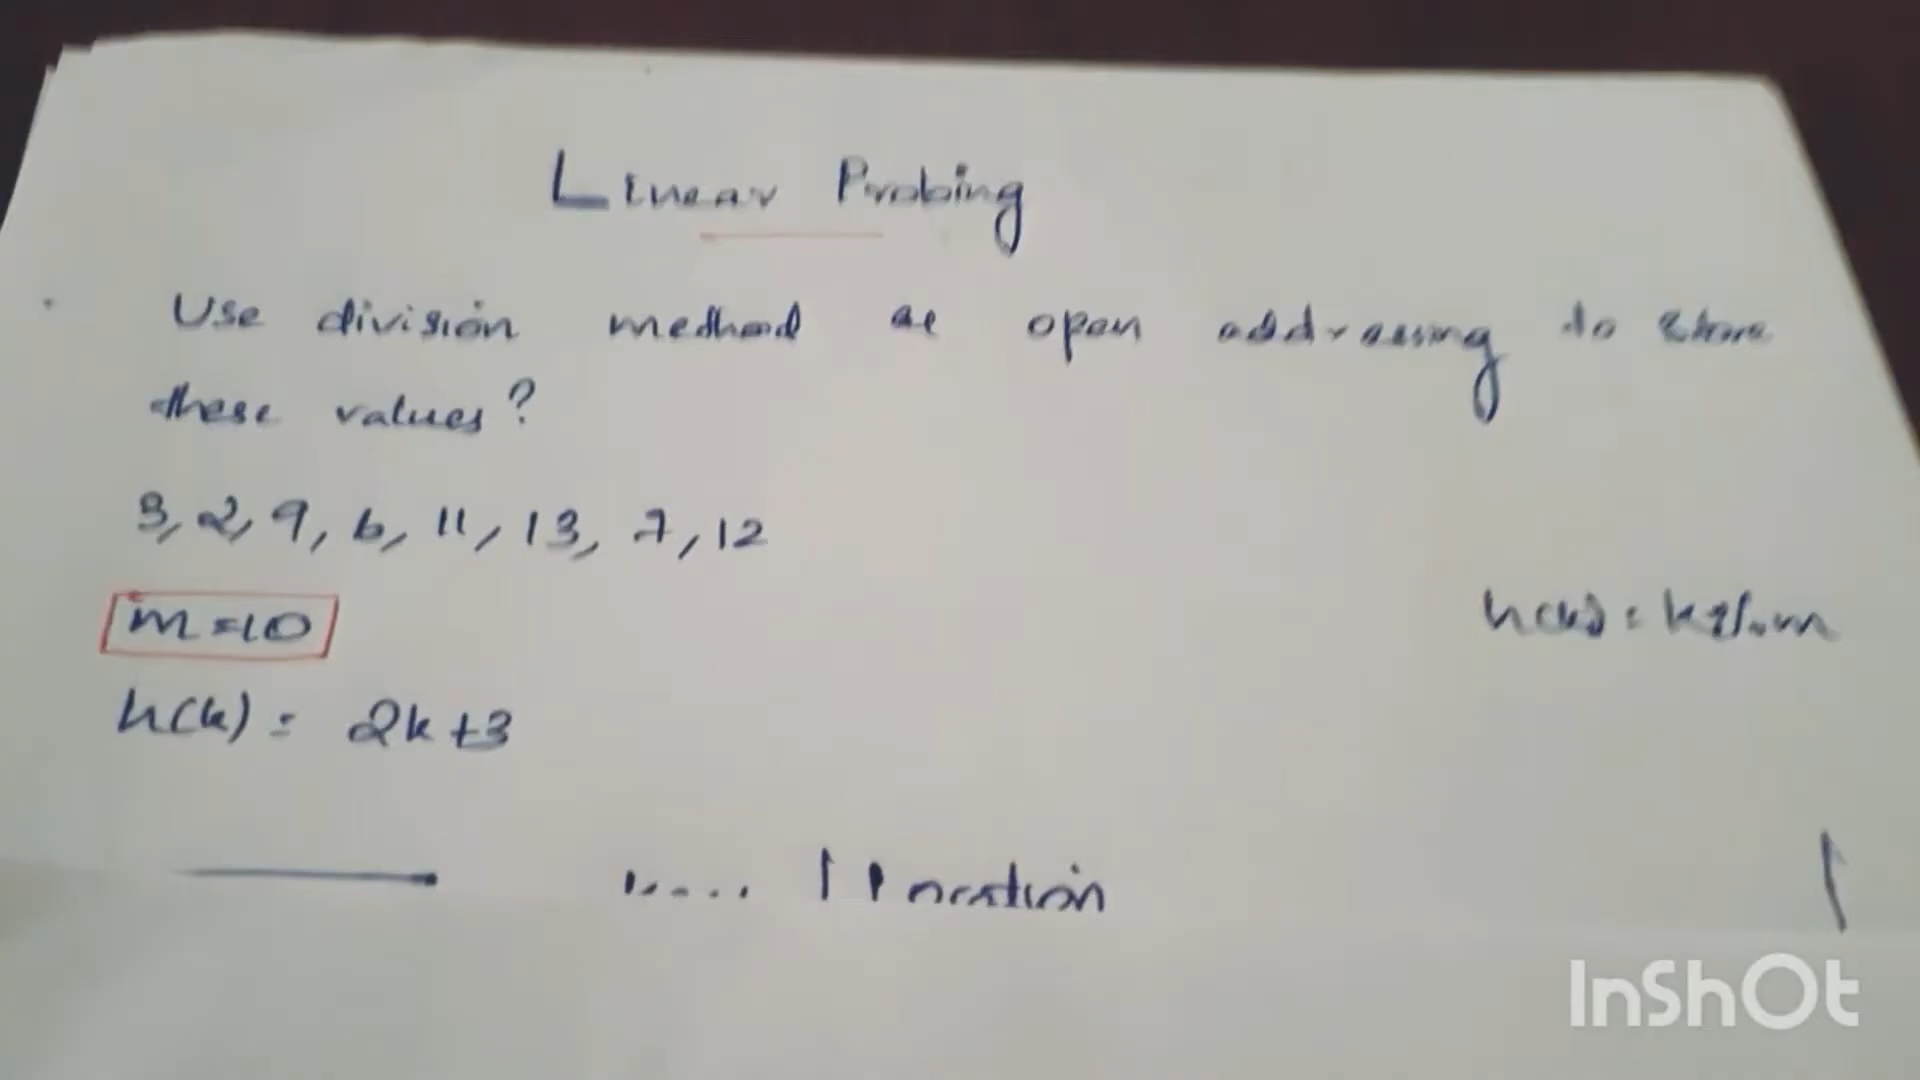 Linear Probing
Use division method as open addressing to store
these values?
3, 2, 9, 6, 11, 13, 7, 12
m=10
h(k) = k%m
h(k) = 2k+3
InShOt